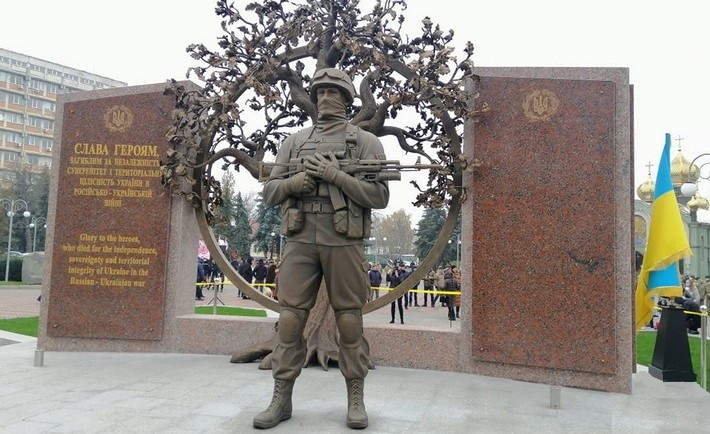 СЛАВА ГЕРОЯМ,
ЗАГИБЛИМ ЗА НЕЗАЛЕЖНІСТЬ,
СУВЕРЕНІТЕТ І ТЕРИТОРІАЛЬНУ
ЦІЛІСНІСТЬ УКРАЇНИ В
РОСІЙСЬКО - УКРАЇНСЬКІЙ
ВІЙНІ
Glory to the heroes,
who died for the independence,
sovereignty and territorial
integrity of Ukraine in the
Russian - Ukrainian war